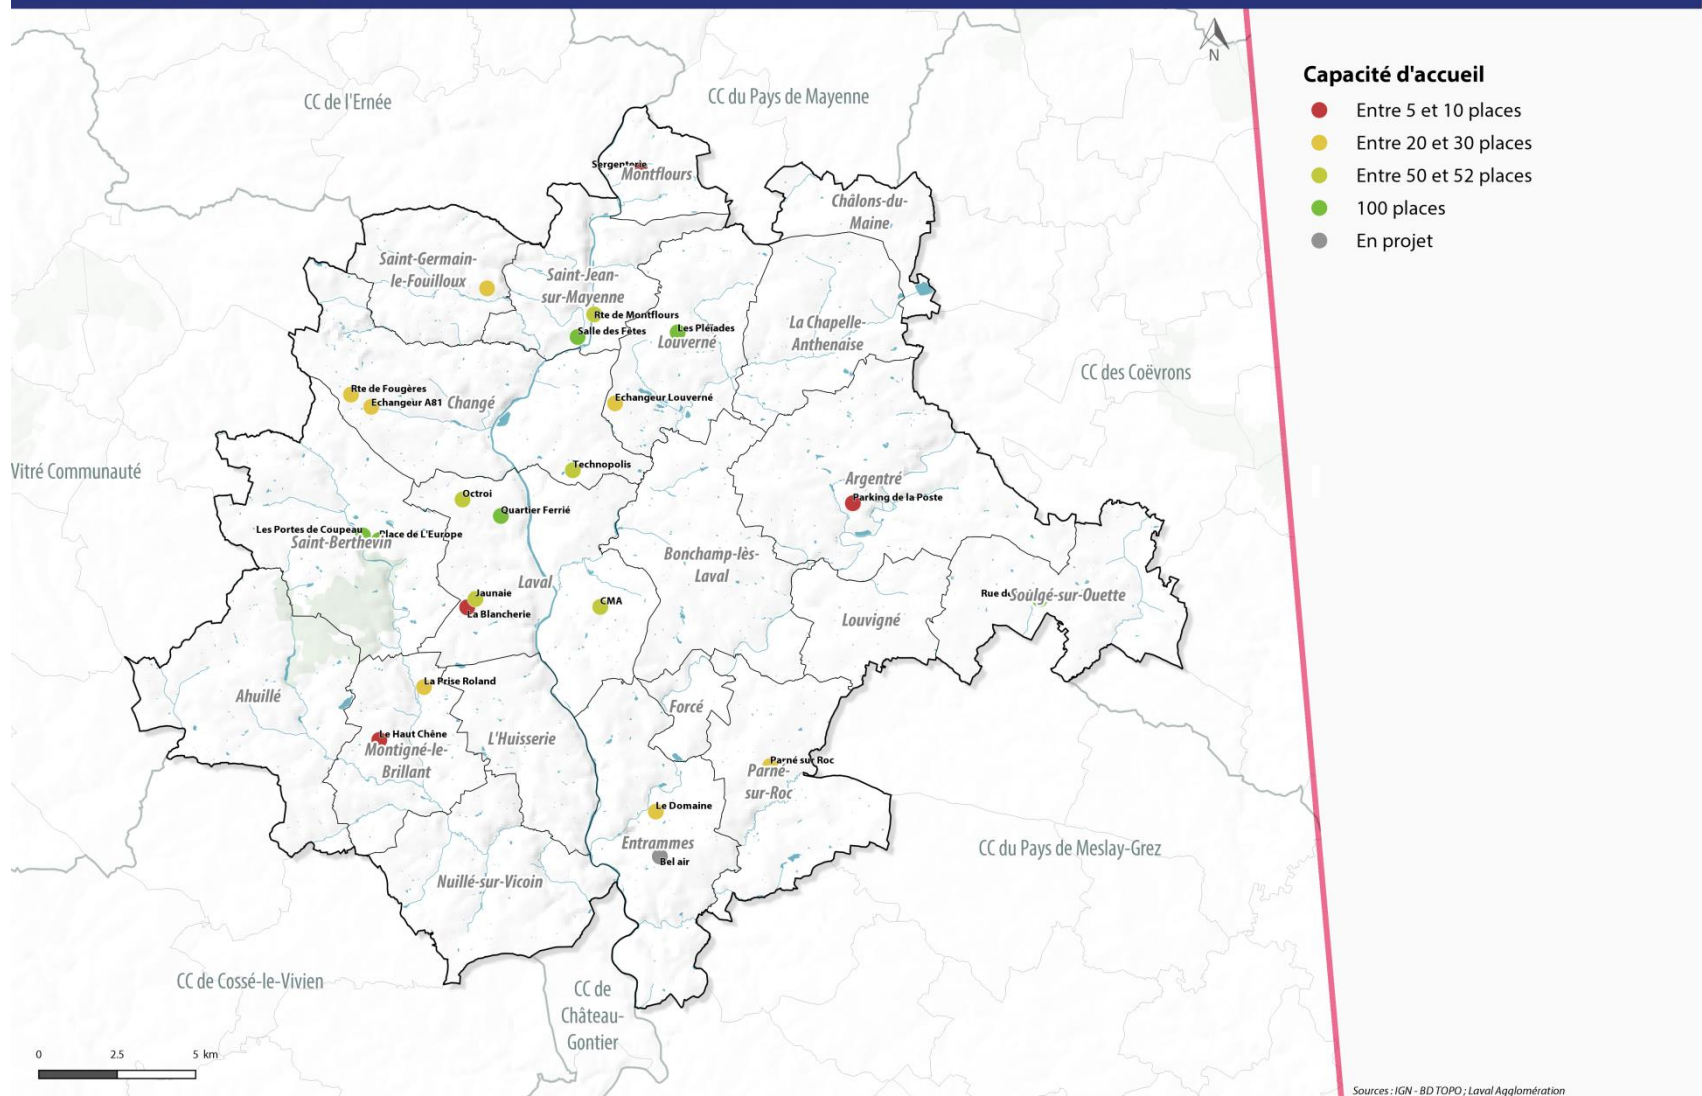 N
CC de l'Ernée
CC du Pays de Mayenne
Capacité d'accueil
Entre 5 et 10 places
Entre 20 et 30 places
Entre 50 et 52 places
100 places
En projet
Sergenterie
Montflours
Châlons-du-
Maine
Saint-Germain-
le-Fouilloux
Saint-Jean-
sur-Mayenne
Rte de Montflours
Salle des Fêtes
Les Pléïades
Louverné
La Chapelle-
Anthenaise
CC des Coëvrons
Rte de Fougères
Echangeur A81
Changé
Echangeur Louverné
Vitré Communauté
Technopolis
Argentré
Parking de la Poste
Octroi
Quartier Ferrié
Les Portes de Coupeau
Place de L'Europe
Saint-Berthevin
Bonchamp-lès-
Laval
Laval
Jaunaie
La Blancherie
CMA
Rue
Soulgé-sur-Ouette
Louvigné
La Prise Roland
Ahuillé
Forcé
Le Haut Chêne
Montigné-le-
Brillant
L'Huisserie
Parné sur Roc
Parné-
sur-Roc
Le Domaine
Entrammes
Bel air
CC du Pays de Meslay-Grez
Nuillé-sur-Vicoin
CC de Cossé-le-Vivien
CC de
Château-
Gontier
0 2.5 5 km
Sources : IGN - BD TOPO ; Laval Agglomération